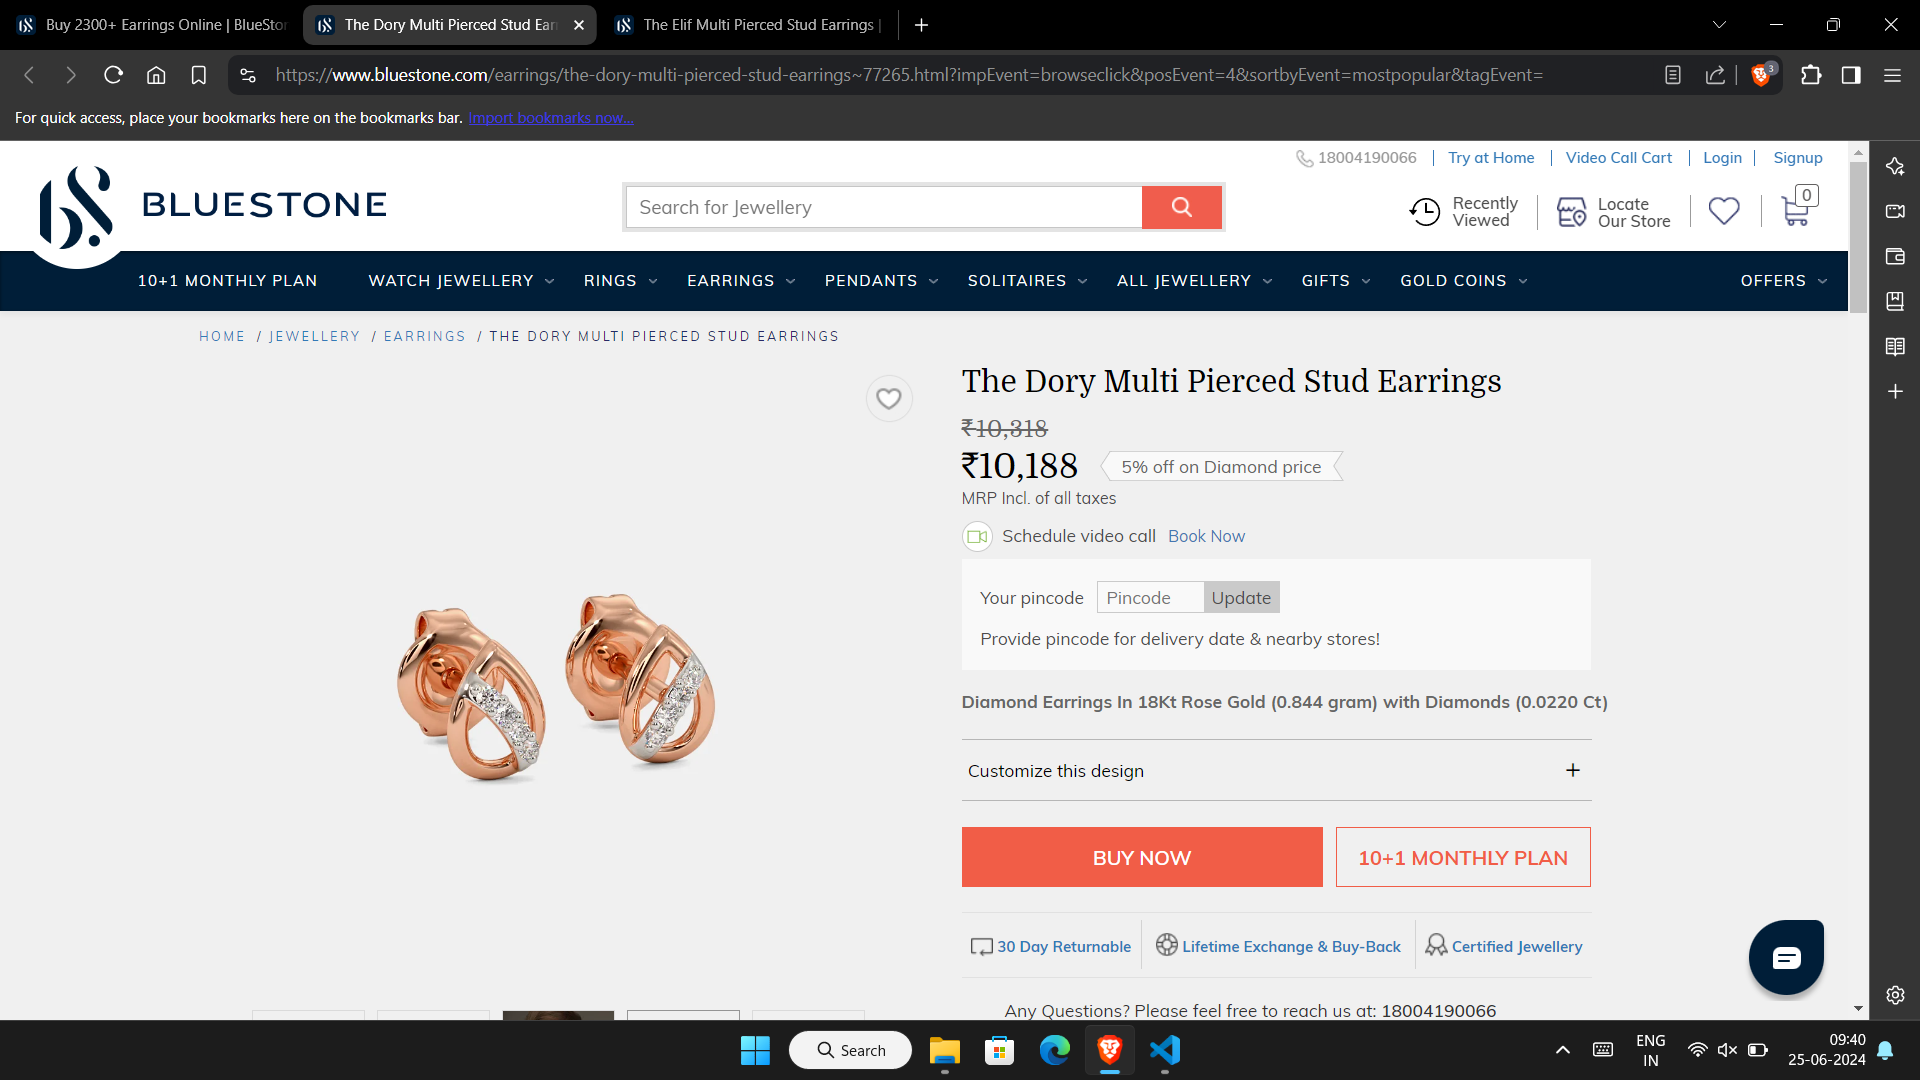 Buy 2300+ Earrings Online | BlueSto
The Dory Multi Pierced Stud Ear
The Elif Multi Pierced Stud Earrings |
https://www.bluestone.com/earrings/the-dory-multi-pierced-stud-earrings~77265.html?impEvent=browseclick&posEvent=4&sortbyEvent=mostpopular&tagEvent=
3
For quick access, place your bookmarks here on the bookmarks bar. Import bookmarks now...
18004190066 | Try at Home | Video Call Cart | Login | Signup
BLUESTONE
Search for Jewellery
Recently Viewed
Locate Our Store
0
10+1 MONTHLY PLAN WATCH JEWELLERY RINGS EARRINGS PENDANTS SOLITAIRES ALL JEWELLERY GIFTS GOLD COINS OFFERS
HOME / JEWELLERY / EARRINGS / THE DORY MULTI PIERCED STUD EARRINGS
The Dory Multi Pierced Stud Earrings
₹10,318
₹10,188 5% off on Diamond price
MRP Incl. of all taxes
Schedule video call Book Now
Your pincode Pincode Update
Provide pincode for delivery date & nearby stores!
Diamond Earrings In 18Kt Rose Gold (0.844 gram) with Diamonds (0.0220 Ct)
Customize this design +
BUY NOW 10+1 MONTHLY PLAN
30 Day Returnable Lifetime Exchange & Buy-Back Certified Jewellery
Any Questions? Please feel free to reach us at: 18004190066
Search
ENG
IN
09:40
25-06-2024